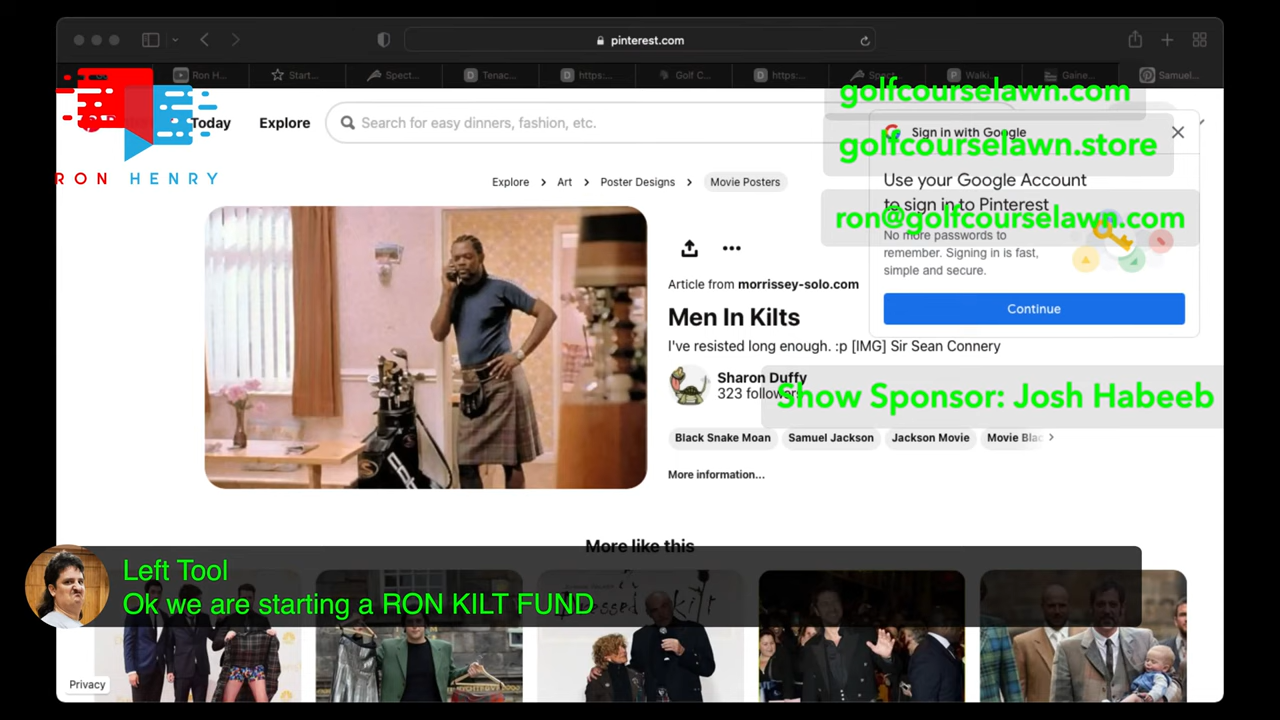 pinterest.com
Ron H...
Start...
Spect...
Tenac...
https:...
Golf C...
https:...
Spect...
Walki...
Gaine...
Samuel...
RON HENRY
Today
Explore
Search for easy dinners, fashion, etc.
golfcourselawn.com
golfcourselawn.store
ron@golfcourselawn.com
Sign in with Google
Use your Google Account
to sign in to Pinterest
No more passwords to
remember. Signing in is fast,
simple and secure.
Continue
Explore
Art
Poster Designs
Movie Posters
Article from morrissey-solo.com
Men In Kilts
I've resisted long enough. :p [IMG] Sir Sean Connery
Sharon Duffy
323 followers
Show Sponsor: Josh Habeeb
Black Snake Moan
Samuel Jackson
Jackson Movie
Movie Blac
More information...
More like this
Left Tool
Ok we are starting a RON KILT FUND
kilt
Privacy